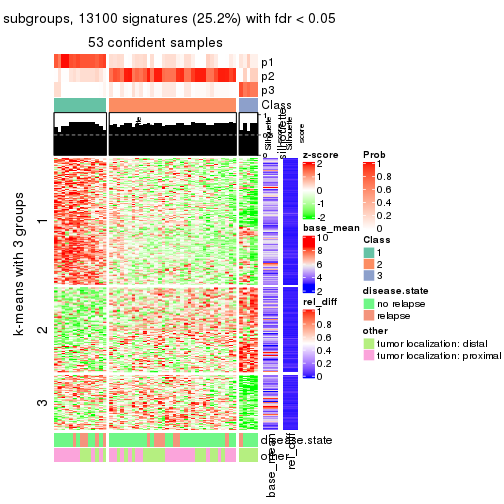 subgroups, 13100 signatures (25.2%) with fdr < 0.05
53 confident samples
p1
p2
p3
Class
1
0
silhouette
score
k-means with 3 groups
1
2
3
z-score
2
1
0
-1
-2
base_mean
10
8
6
4
2
rel_diff
1
0.8
0.6
0.4
0.2
0
Prob
1
0.8
0.6
0.4
0.2
0
Class
1
2
3
disease.state
no relapse
relapse
other
tumor localization: distal
tumor localization: proximal
disease.state
other
base_mean
rel_diff